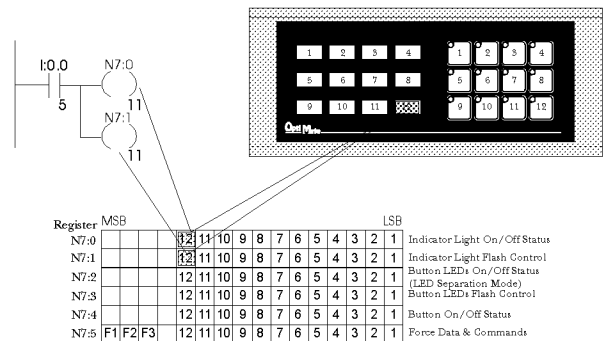 I:0.0 N7:0
5 11
N7:1
11
1 2 3 4
5 6 7 8
9 10 11
1 2 3 4
5 6 7 8
9 10 11 12
Opti Mate
Register MSB LSB
N7:0 12 11 10 9 8 7 6 5 4 3 2 1 Indicator Light On/Off Status
N7:1 12 11 10 9 8 7 6 5 4 3 2 1 Indicator Light Flash Control
N7:2 12 11 10 9 8 7 6 5 4 3 2 1 Button LEDs On/Off Status
(LED Separation Mode)
N7:3 12 11 10 9 8 7 6 5 4 3 2 1 Button LEDs Flash Control
N7:4 12 11 10 9 8 7 6 5 4 3 2 1 Button On/Off Status
N7:5 F1 F2 F3 12 11 10 9 8 7 6 5 4 3 2 1 Force Data & Commands